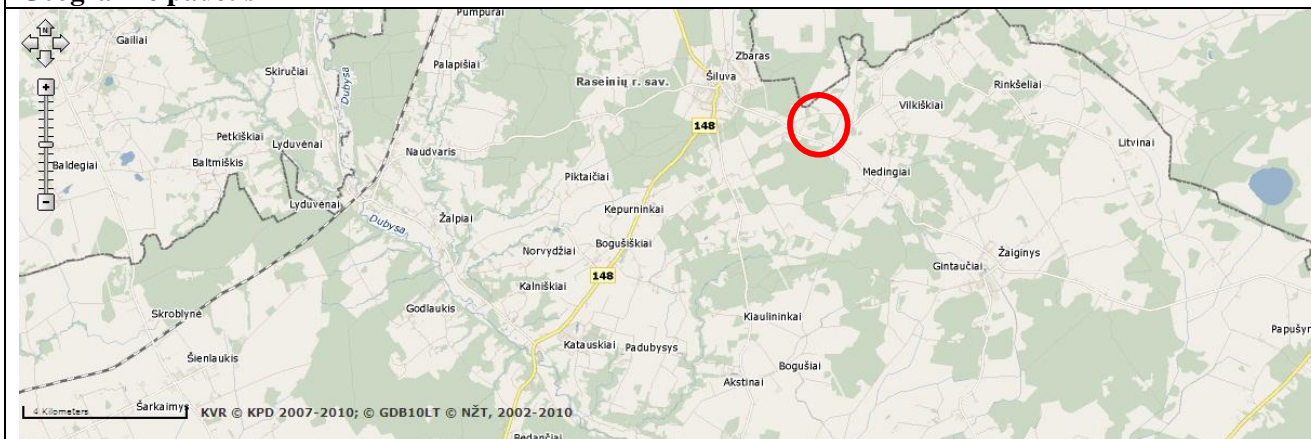 Pumpurai
N
Gailiai
Zbaras
Palapišiai
Skiručiai
Dubysa
Raseinių r. sav.
Šiluva
Rinkšeliai
Vilkiškiai
148
Petkiškiai
Lyduvėnai
Litvinai
Naudvaris
Baldegiai
Baltmiškis
Medingiai
Piktaičiai
Lyduvėnai
Kepurninkai
Dubysa
Žalpiai
Bogušiškiai
Norvydžiai
Žaiginys
Gintaučiai
148
Kalniškiai
Godlaukis
Skroblynė
Kiaulininkai
Katauskiai
Padubysys
Šienlaukis
Bogušiai
Akstinai
4 Kilometers
Šarkaimys
KVR © KPD 2007-2010; © GDB10LT © NŽT, 2002-2010